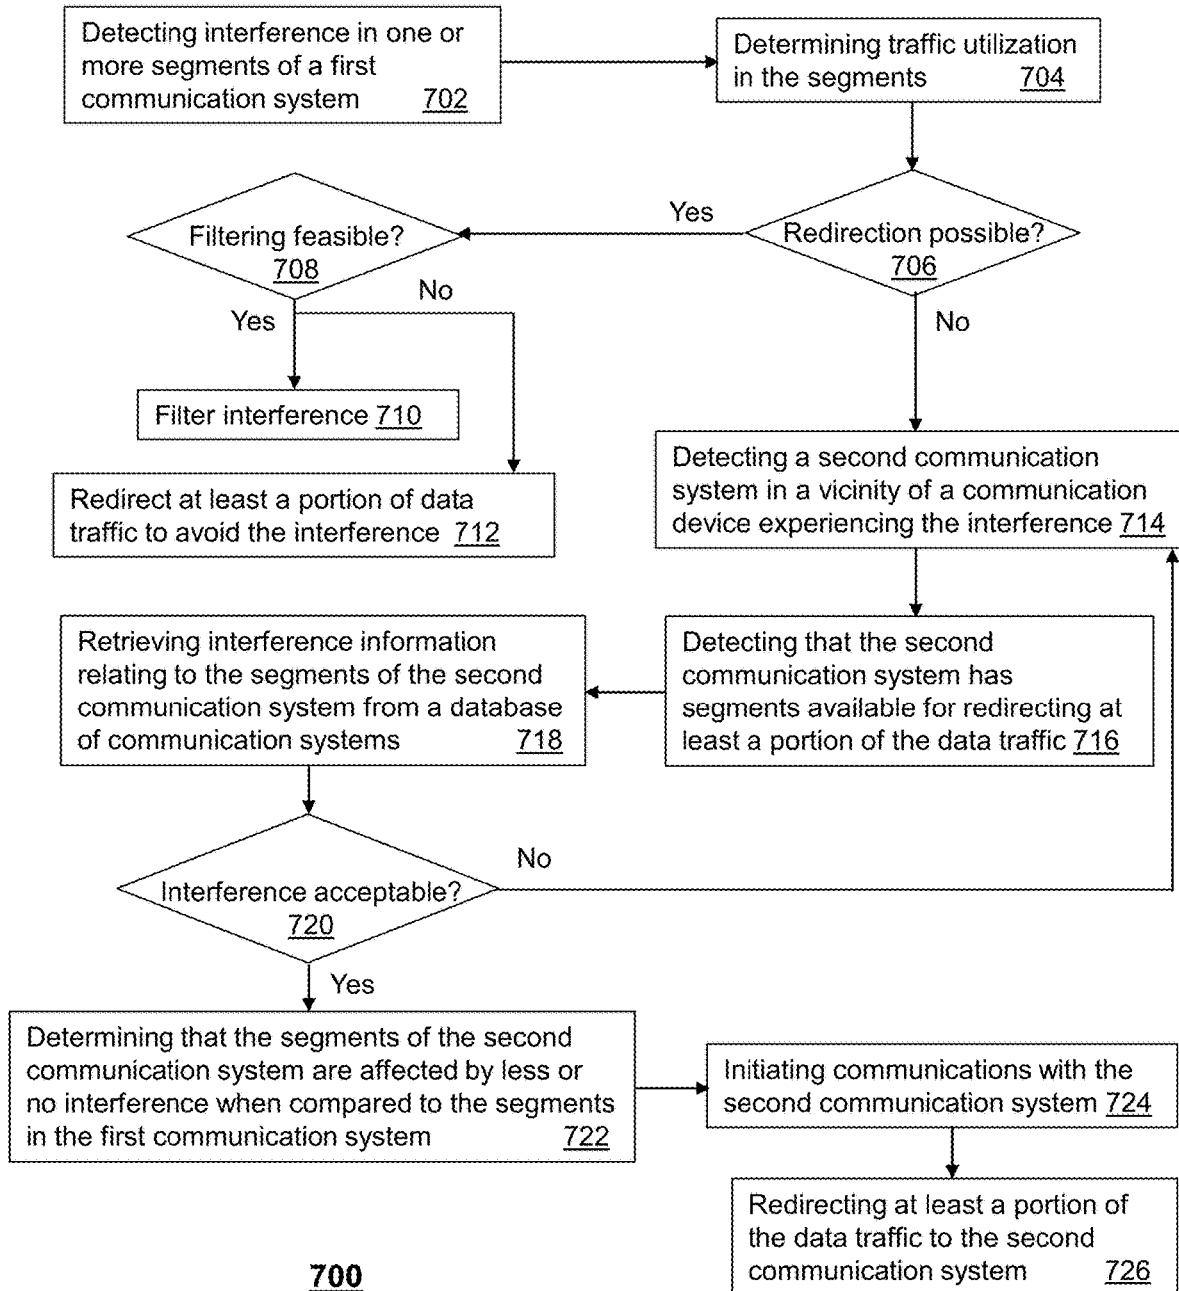 Detecting interference in one or
more segments of a first
communication system 702
Determining traffic utilization
in the segments 704
Redirection possible?
706
Yes
No
Filtering feasible?
708
No
Yes
Filter interference 710
Redirect at least a portion of data
traffic to avoid the interference 712
Detecting a second communication
system in a vicinity of a communication
device experiencing the interference 714
Detecting that the second
communication system has
segments available for redirecting at
least a portion of the data traffic 716
Retrieving interference information
relating to the segments of the second
communication system from a database
of communication systems 718
Interference acceptable?
720
No
Yes
Determining that the segments of the second
communication system are affected by less or
no interference when compared to the segments
in the first communication system 722
Initiating communications with the
second communication system 724
Redirecting at least a portion of
the data traffic to the second
communication system 726
700